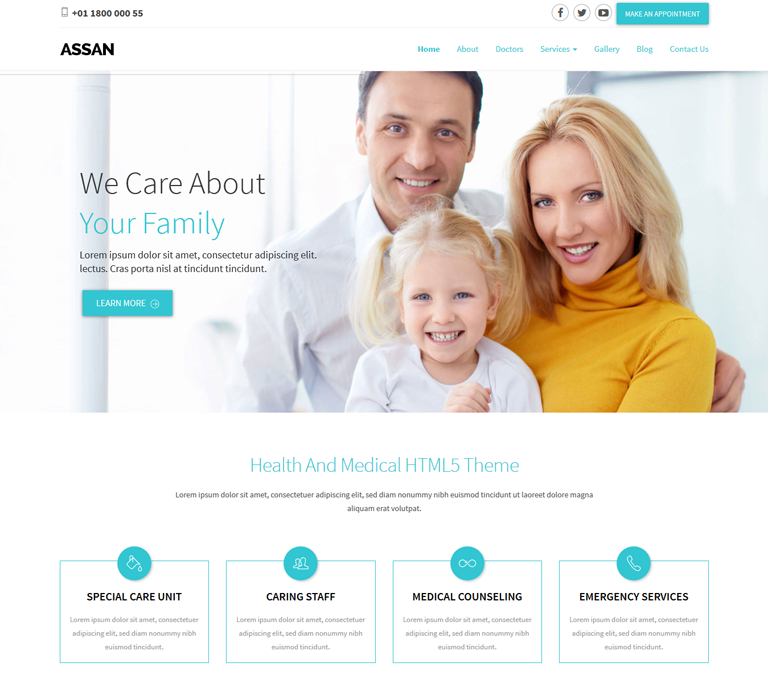 +01 1800 000 55
MAKE AN APPOINTMENT
ASSAN
Home About Doctors Services Gallery Blog Contact Us
We Care About
Your Family
Lorem ipsum dolor sit amet, consectetur adipiscing elit.
lectus. Cras porta nisl at tincidunt tincidunt.
LEARN MORE
Health And Medical HTML5 Theme
Lorem ipsum dolor sit amet, consectetuer adipiscing elit, sed diam nonummy nibh euismod tincidunt ut laoreet dolore magna
aliquam erat volutpat.
SPECIAL CARE UNIT
Lorem ipsum dolor sit amet, consectetuer
adipiscing elit, sed diam nonummy nibh
euismod tincidunt.
CARING STAFF
Lorem ipsum dolor sit amet, consectetuer
adipiscing elit, sed diam nonummy nibh
euismod tincidunt.
MEDICAL COUNSELING
Lorem ipsum dolor sit amet, consectetuer
adipiscing elit, sed diam nonummy nibh
euismod tincidunt.
EMERGENCY SERVICES
Lorem ipsum dolor sit amet, consectetuer
adipiscing elit, sed diam nonummy nibh
euismod tincidunt.